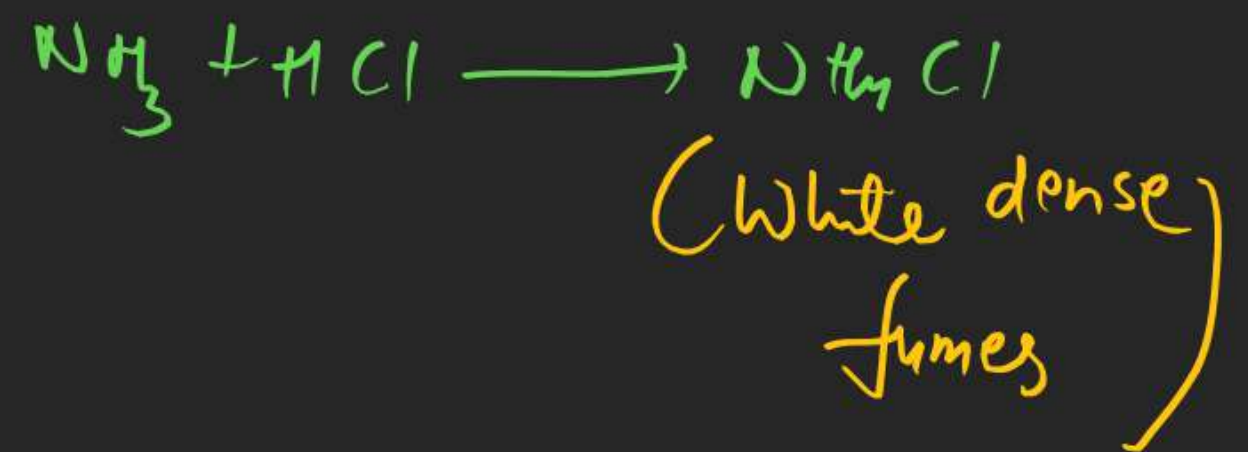 NH₃ + HCl ⟶ NH₄Cl
(White dense
fumes)